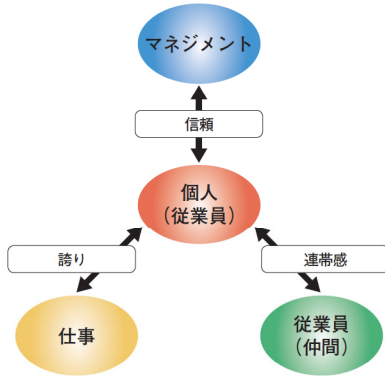 マネジメント
信頼
個人
（従業員）
誇り
連帯感
仕事
従業員
（仲間）